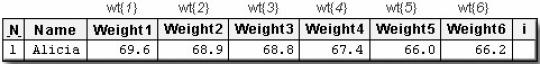 wt{1} wt{2} wt{3} wt{4} wt{5} wt{6}
_N_ Name Weight1 Weight2 Weight3 Weight4 Weight5 Weight6 i
1 Alicia 69.6 68.9 68.8 67.4 66.0 66.2